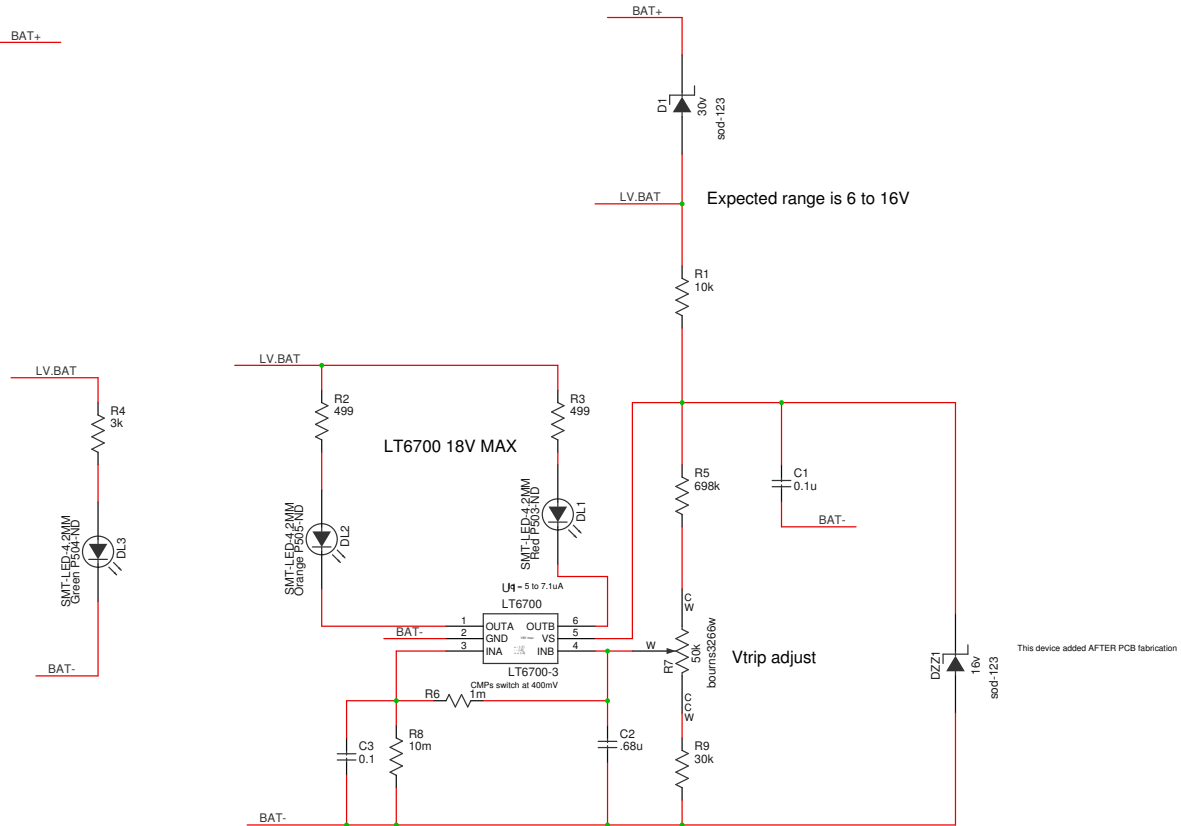 BAT+
BAT+
D1
30v
sod-123
LV.BAT
Expected range is 6 to 16V
R1
10k
LV.BAT
LV.BAT
R4
3k
R2
499
R3
499
LT6700 18V MAX
R5
698k
C1
0.1u
BAT-
SMT-LED-4.2MM
Green P504-ND
DL3
SMT-LED-4.2MM
Orange P505-ND
DL2
SMT-LED-4.2MM
Red P503-ND
DL1
U1
5 to 7.1uA
LT6700
CW
1
OUTA
OUTB
6
BAT-
2
GND
VS
5
3
INA
INB
4
W
R7
50k
bourns3266w
Vtrip adjust
LT6700-3
CMPs switch at 400mV
BAT-
DZZ1
16v
sod-123
This device added AFTER PCB fabrication
R6
1m
CCW
C3
0.1
R8
10m
C2
.68u
R9
30k
BAT-